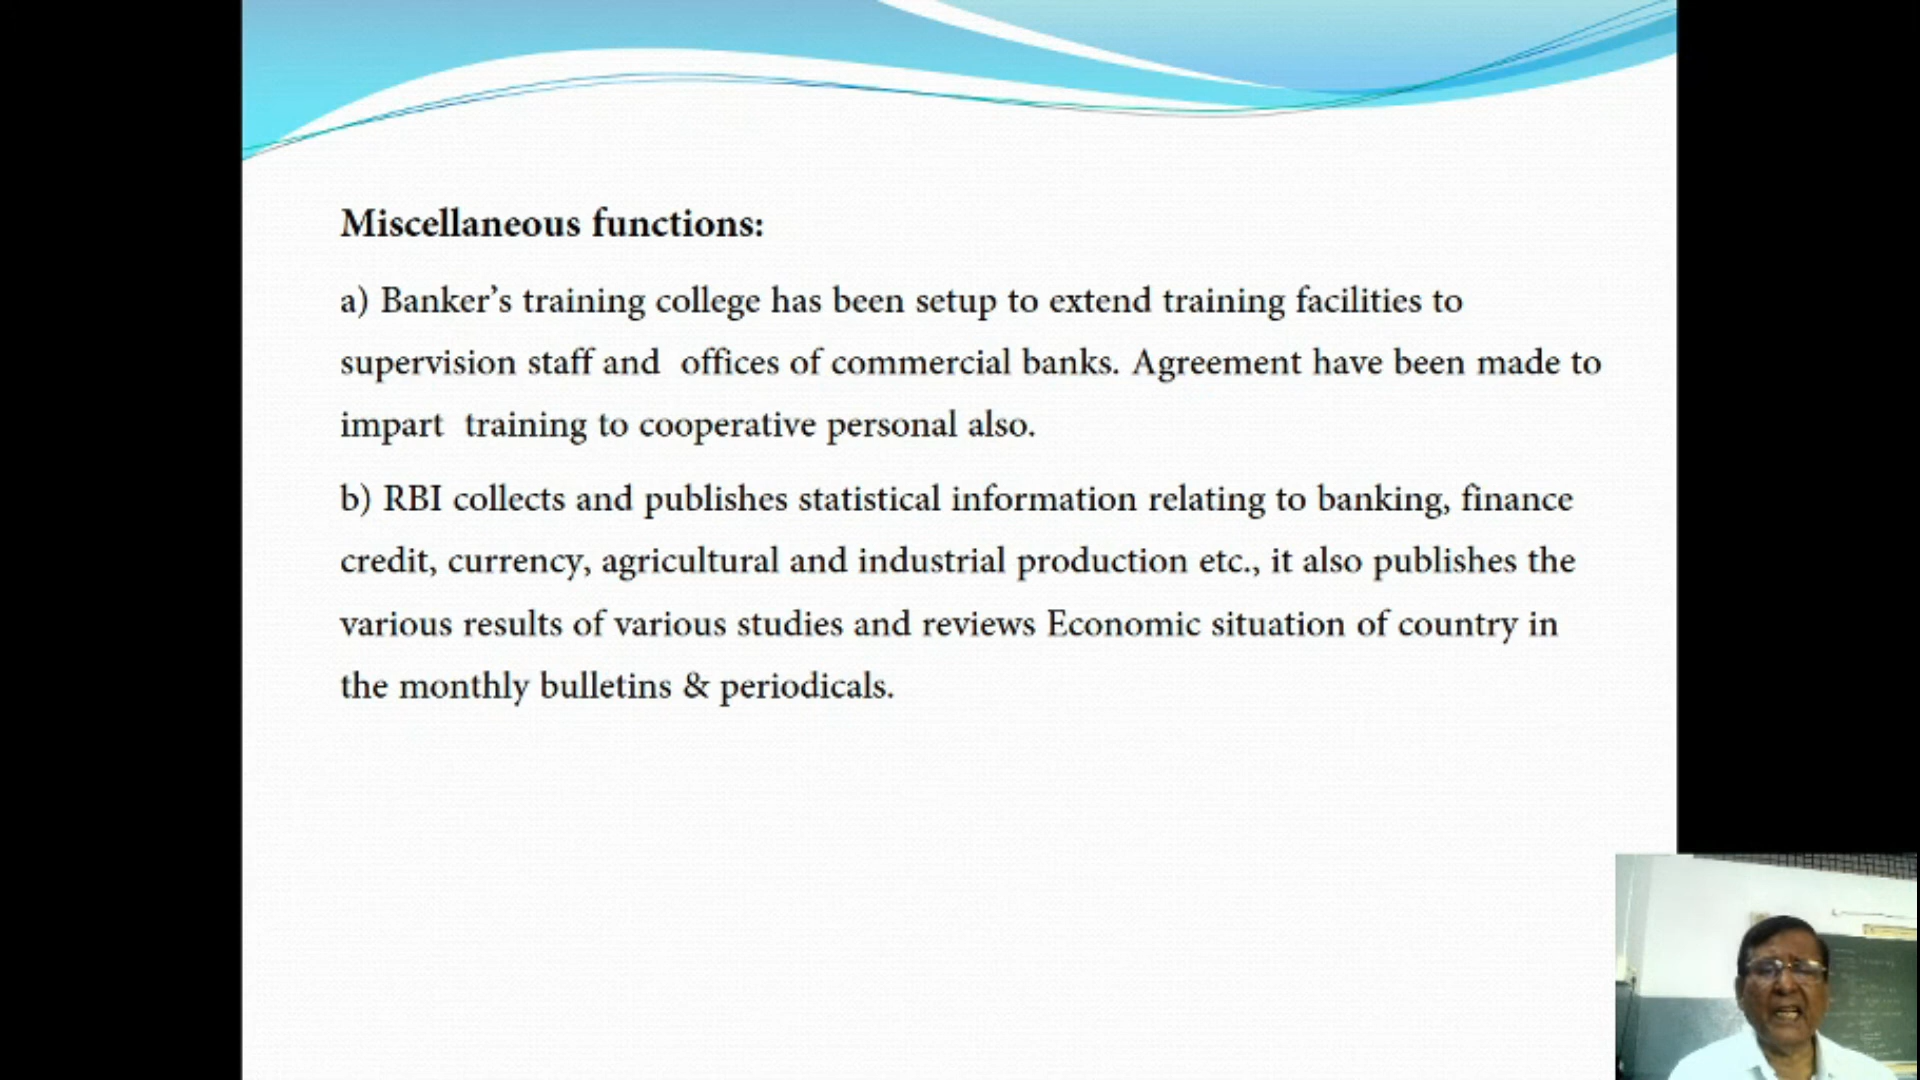 Miscellaneous functions:
a) Banker’s training college has been setup to extend training facilities to
supervision staff and offices of commercial banks. Agreement have been made to
impart training to cooperative personal also.
b) RBI collects and publishes statistical information relating to banking, finance
credit, currency, agricultural and industrial production etc., it also publishes the
various results of various studies and reviews Economic situation of country in
the monthly bulletins & periodicals.